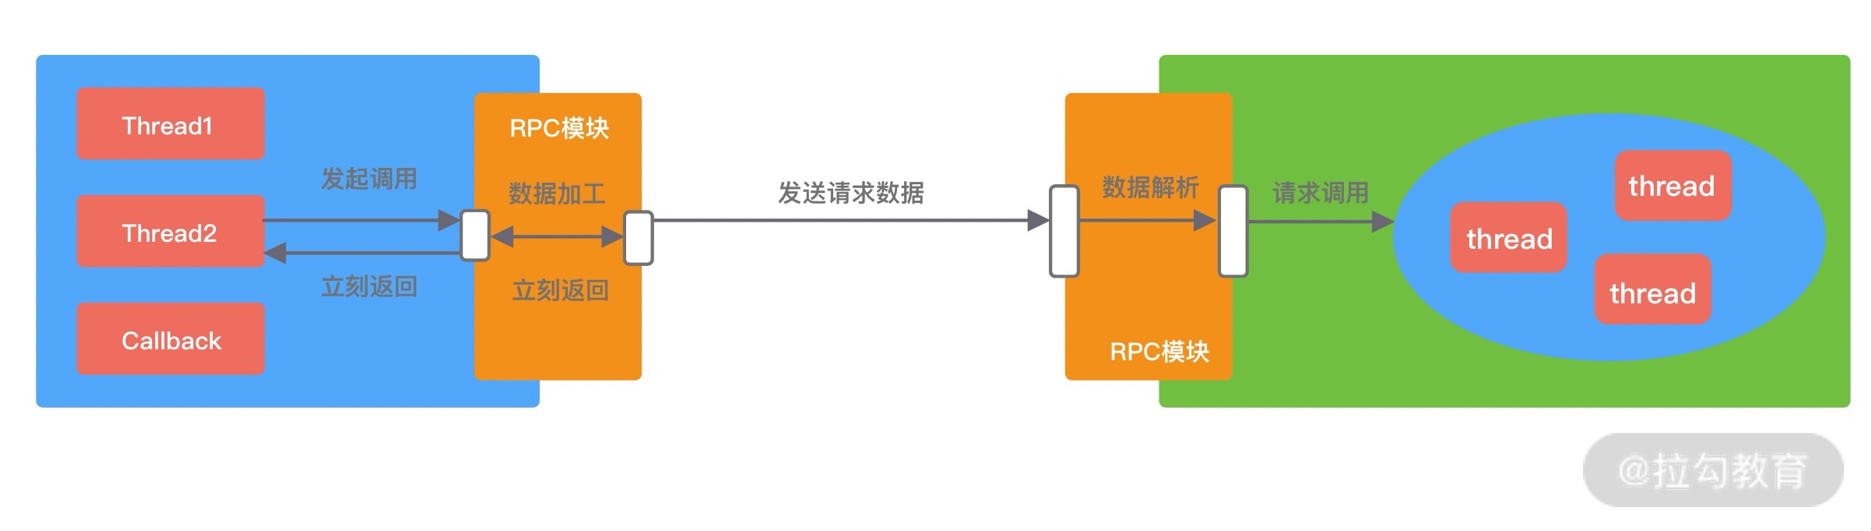 Thread1
Thread2
Callback
发起调用
立刻返回
RPC模块
数据加工
立刻返回
发送请求数据
数据解析
RPC模块
请求调用
thread
thread
thread
@拉勾教育